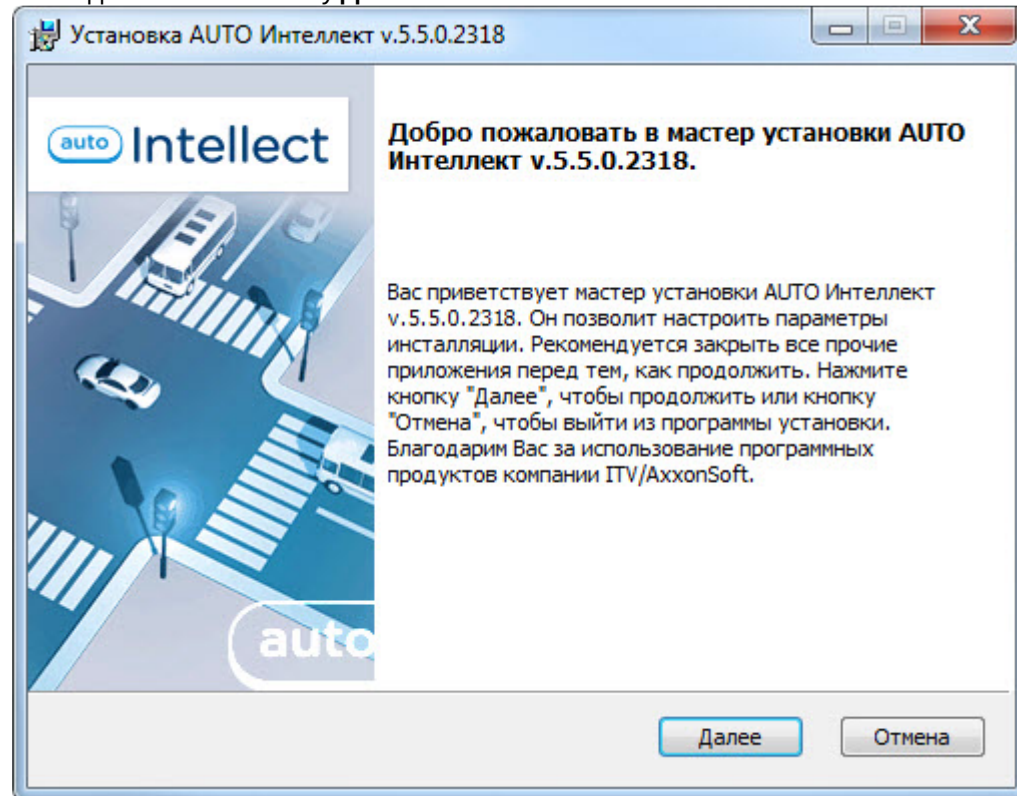 Установка AUTO Интеллект v.5.5.0.2318
auto Intellect
Добро пожаловать в мастер установки AUTO
Интеллект v.5.5.0.2318.
Вас приветствует мастер установки AUTO Интеллект
v.5.5.0.2318. Он позволит настроить параметры
инсталляции. Рекомендуется закрыть все прочие
приложения перед тем, как продолжить. Нажмите
кнопку "Далее", чтобы продолжить или кнопку
"Отмена", чтобы выйти из программы установки.
Благодарим Вас за использование программных
продуктов компании ITV/AxxonSoft.
auto
Далее
Отмена